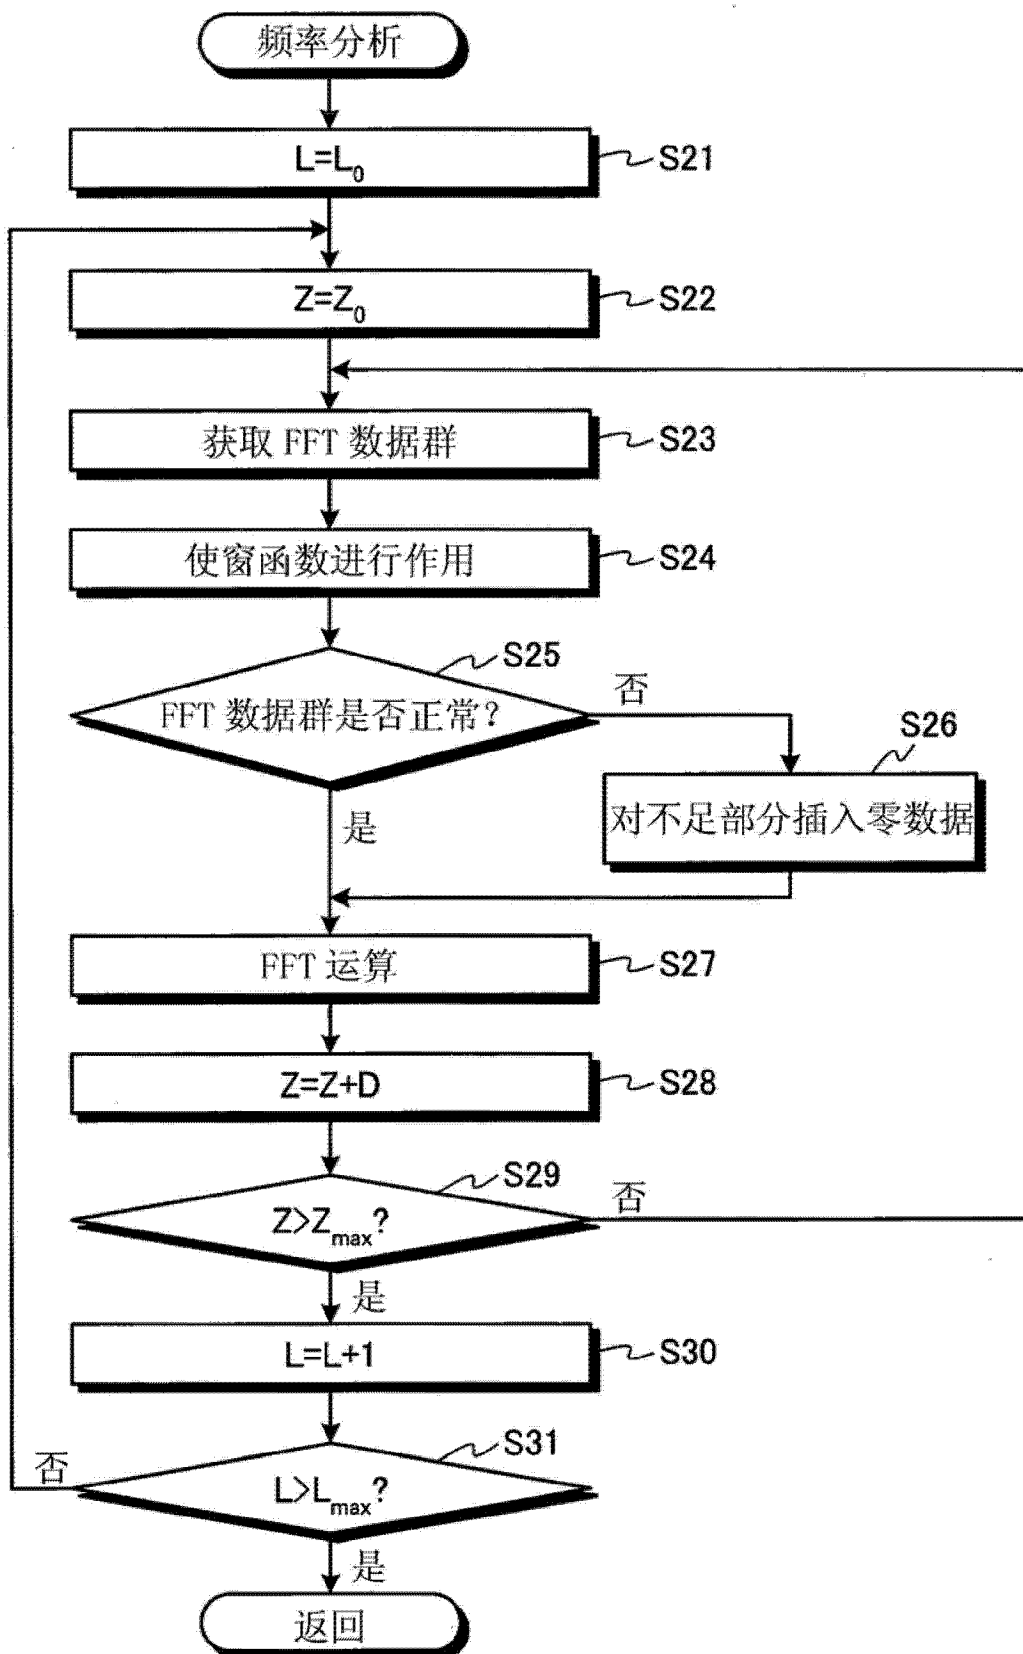 频率分析
L=L₀
S21
Z=Z₀
S22
获取 FFT 数据群
S23
使窗函数进行作用
S24
S25
FFT 数据群是否正常？
否
S26
对不足部分插入零数据
是
FFT 运算
S27
Z=Z+D
S28
S29
Z>Zmax?
否
是
L=L+1
S30
S31
L>Lmax?
否
是
返回